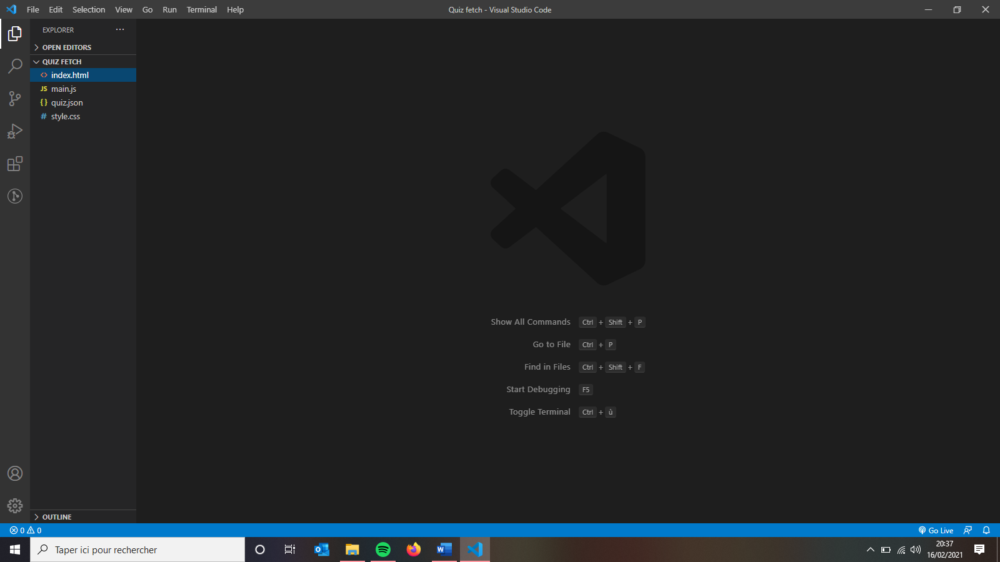 File Edit Selection View Go Run Terminal Help
Quiz fetch - Visual Studio Code
EXPLORER ...
OPEN EDITORS
QUIZ FETCH
<> index.html
JS main.js
{} quiz.json
# style.css
Show All Commands Ctrl + Shift + P
Go to File Ctrl + P
Find in Files Ctrl + Shift + F
Start Debugging F5
Toggle Terminal Ctrl + ù
OUTLINE
0 0
Go Live
Taper ici pour rechercher
20:37
16/02/2021